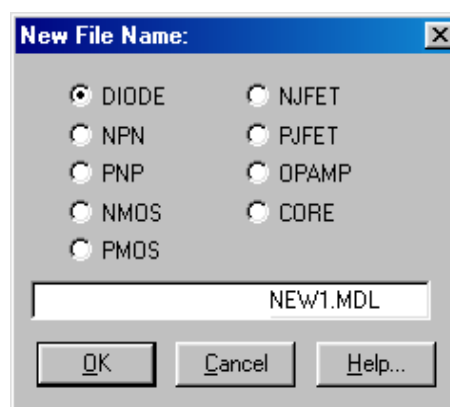 New File Name:
DIODE
NJFET
NPN
PJFET
PNP
OPAMP
NMOS
CORE
PMOS
NEW1.MDL
OK
Cancel
Help...